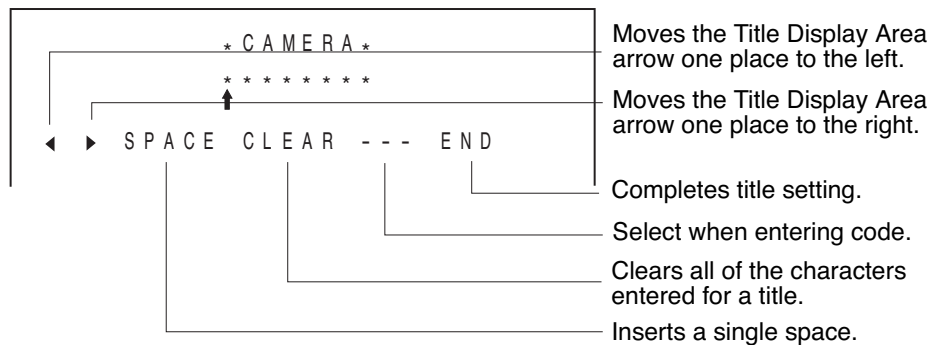 *CAMERA*
Moves the Title Display Area
arrow one place to the left.
********
Moves the Title Display Area
arrow one place to the right.
◀ ▶ SPACE CLEAR --- END
Completes title setting.
Select when entering code.
Clears all of the characters
entered for a title.
Inserts a single space.